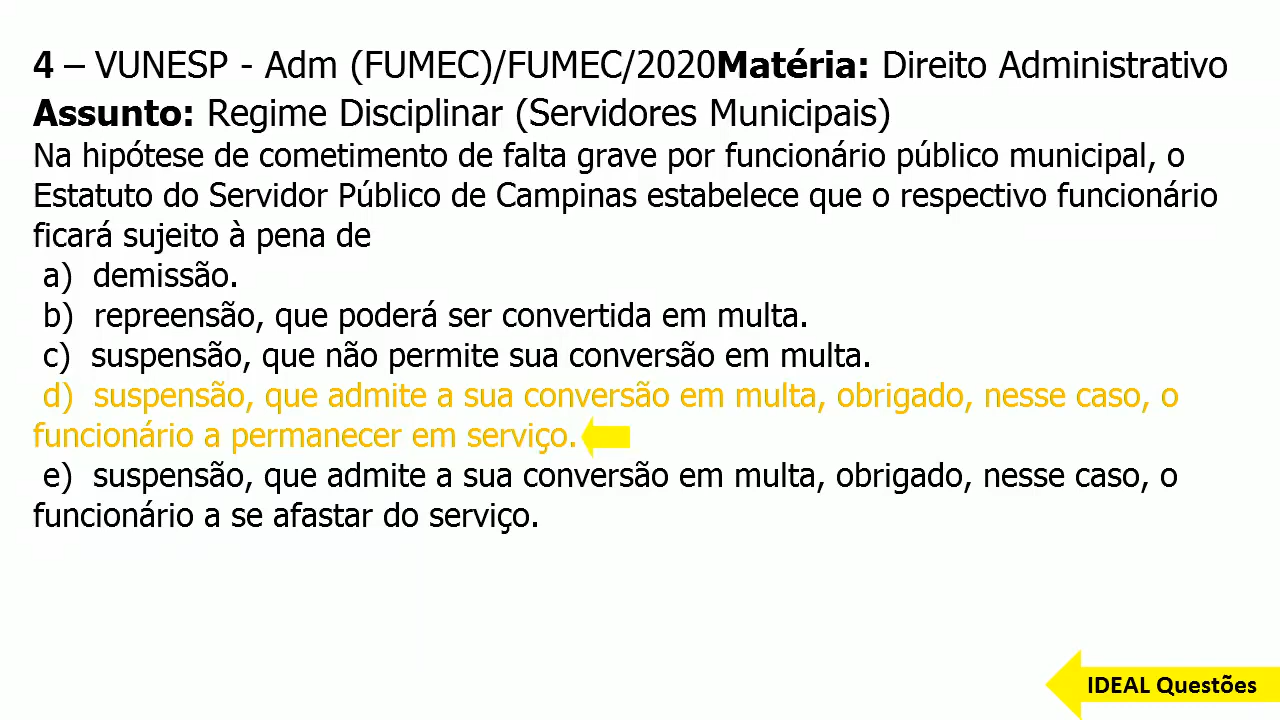 4 – VUNESP - Adm (FUMEC)/FUMEC/2020Matéria: Direito Administrativo
Assunto: Regime Disciplinar (Servidores Municipais)
Na hipótese de cometimento de falta grave por funcionário público municipal, o
Estatuto do Servidor Público de Campinas estabelece que o respectivo funcionário
ficará sujeito à pena de
a) demissão.
b) repreensão, que poderá ser convertida em multa.
c) suspensão, que não permite sua conversão em multa.
d) suspensão, que admite a sua conversão em multa, obrigado, nesse caso, o
funcionário a permanecer em serviço.
e) suspensão, que admite a sua conversão em multa, obrigado, nesse caso, o
funcionário a se afastar do serviço.
IDEAL Questões